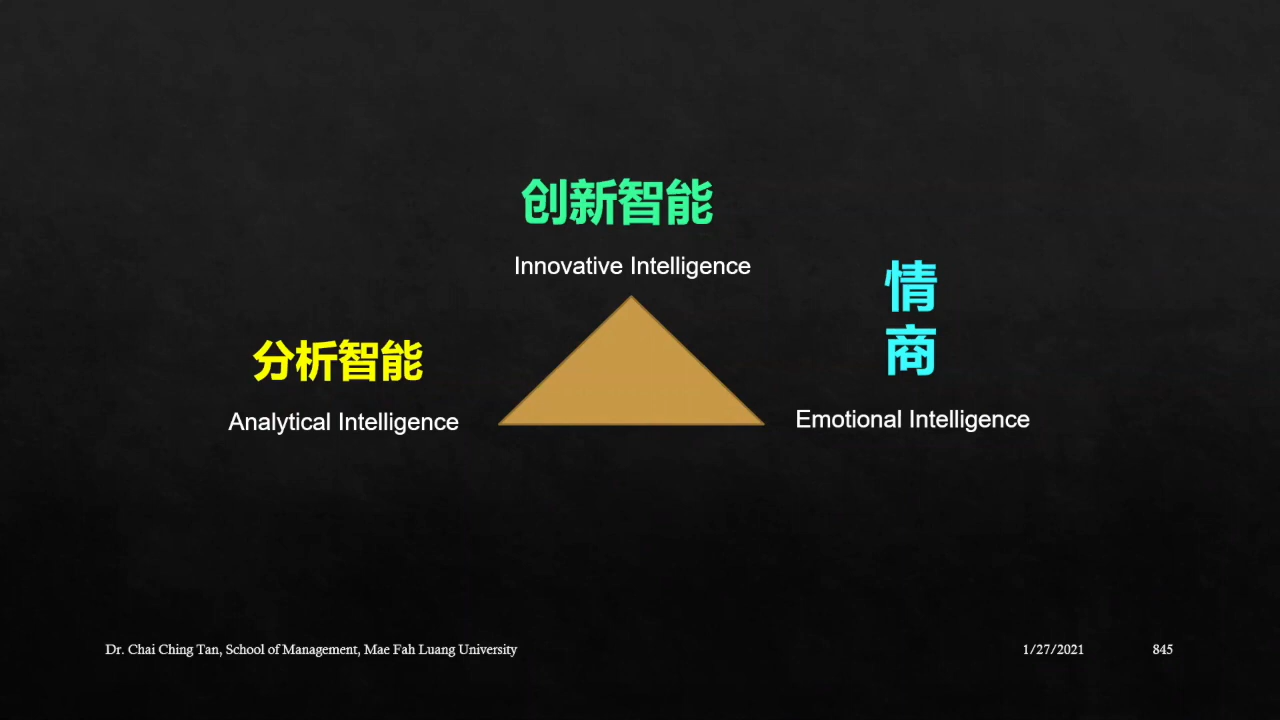 创新智能
Innovative Intelligence
情
商
分析智能
Analytical Intelligence
Emotional Intelligence
Dr. Chai Ching Tan, School of Management, Mae Fah Luang University
1/27/2021
845